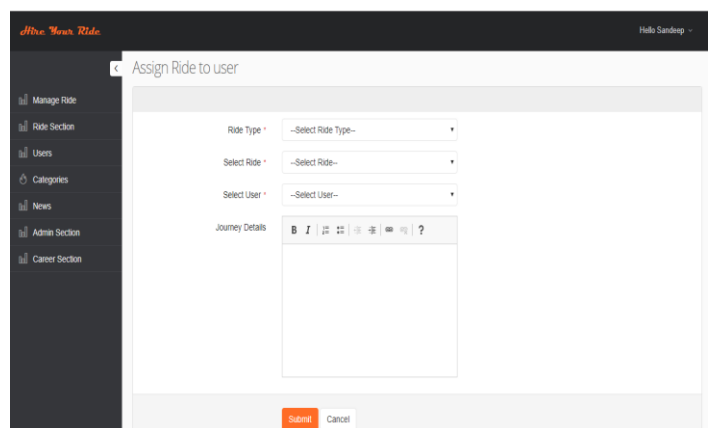 Hire Your Ride
Hello Sandeep
Assign Ride to user
Manage Ride
Ride Section
Users
Categories
News
Admin Section
Career Section
Ride Type *
--Select Ride Type--
Select Ride *
--Select Ride--
Select User *
--Select User--
Journey Details
B I ?
Submit Cancel